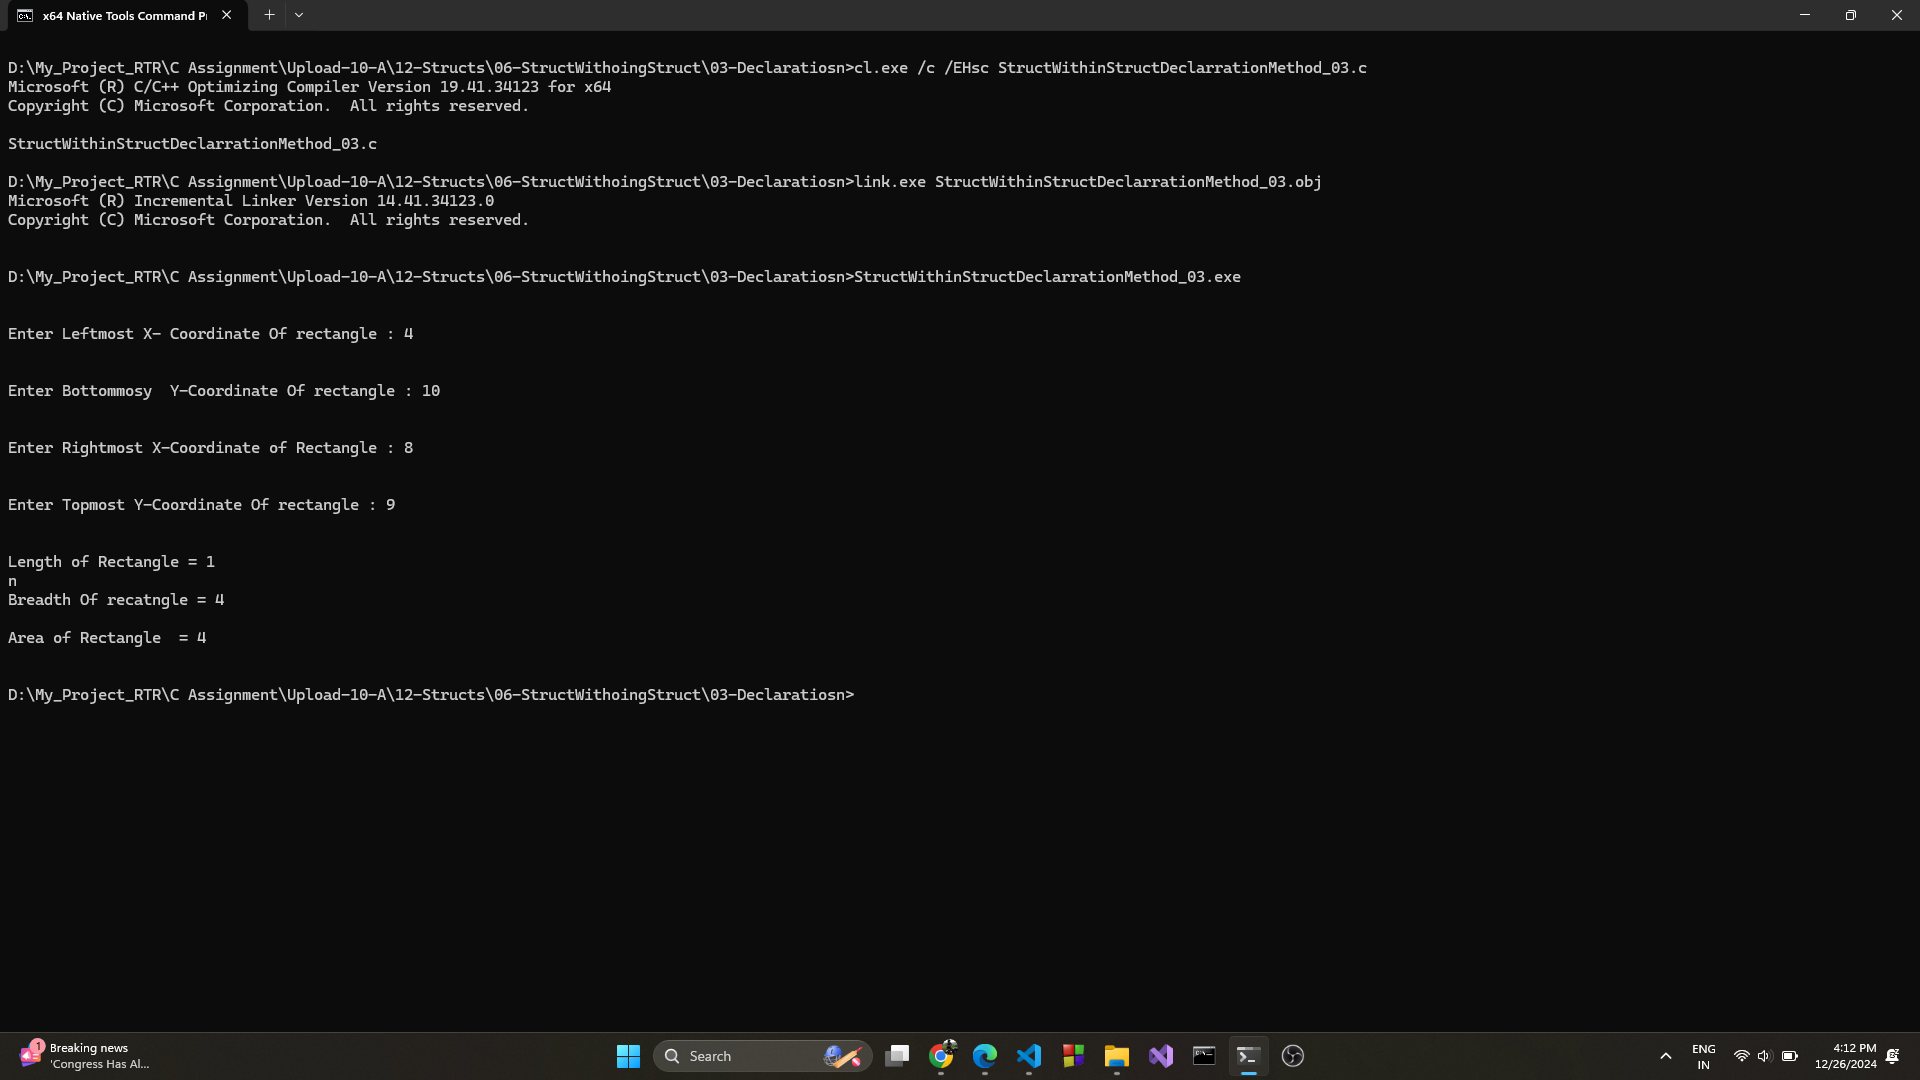 x64 Native Tools Command Pr
D:\My_Project_RTR\C Assignment\Upload-10-A\12-Structs\06-StructWithoingStruct\03-Declaratiosn>cl.exe /c /EHsc StructWithinStructDeclarrationMethod_03.c
Microsoft (R) C/C++ Optimizing Compiler Version 19.41.34123 for x64
Copyright (C) Microsoft Corporation.  All rights reserved.
StructWithinStructDeclarrationMethod_03.c
D:\My_Project_RTR\C Assignment\Upload-10-A\12-Structs\06-StructWithoingStruct\03-Declaratiosn>link.exe StructWithinStructDeclarrationMethod_03.obj
Microsoft (R) Incremental Linker Version 14.41.34123.0
Copyright (C) Microsoft Corporation.  All rights reserved.
D:\My_Project_RTR\C Assignment\Upload-10-A\12-Structs\06-StructWithoingStruct\03-Declaratiosn>StructWithinStructDeclarrationMethod_03.exe
Enter Leftmost X- Coordinate Of rectangle : 4
Enter Bottommosy  Y-Coordinate Of rectangle : 10
Enter Rightmost X-Coordinate of Rectangle : 8
Enter Topmost Y-Coordinate Of rectangle : 9
Length of Rectangle = 1
n
Breadth Of recatngle = 4
Area of Rectangle  = 4
D:\My_Project_RTR\C Assignment\Upload-10-A\12-Structs\06-StructWithoingStruct\03-Declaratiosn>
1
Breaking news
'Congress Has Al...
Search
ENG
IN
4:12 PM
12/26/2024